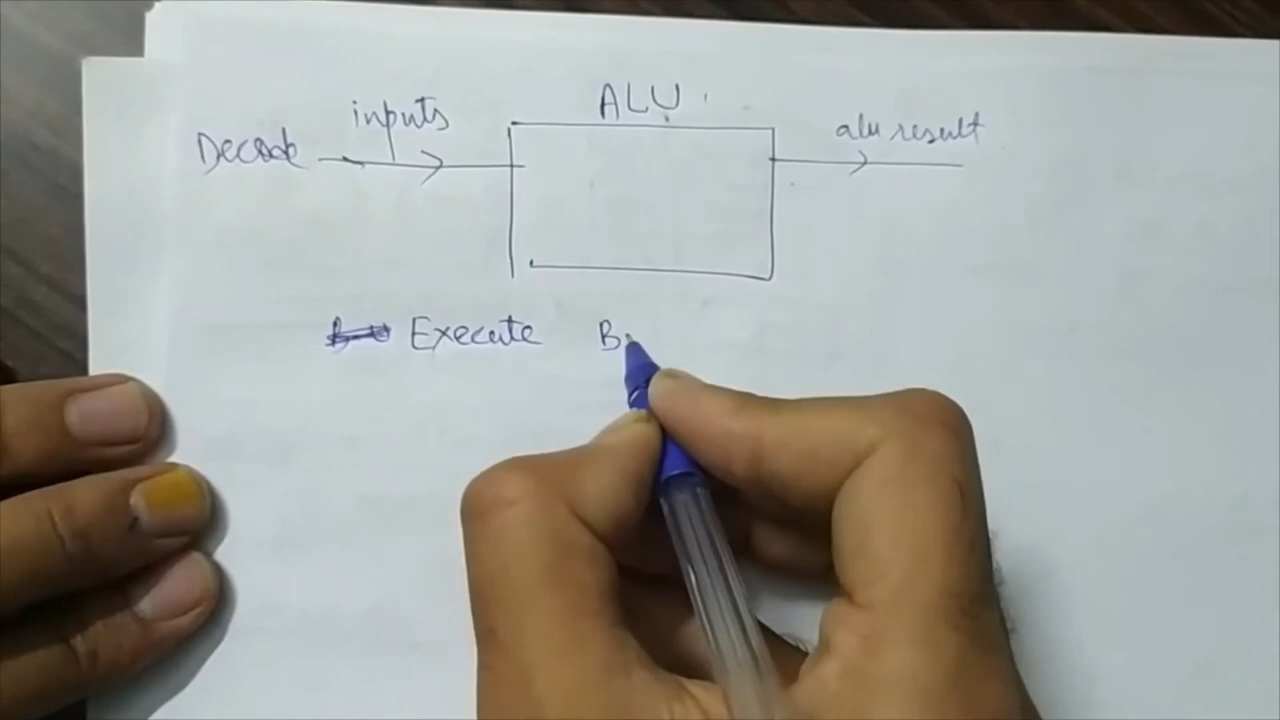 ALU
inputs
alu result
Decode
Execute B